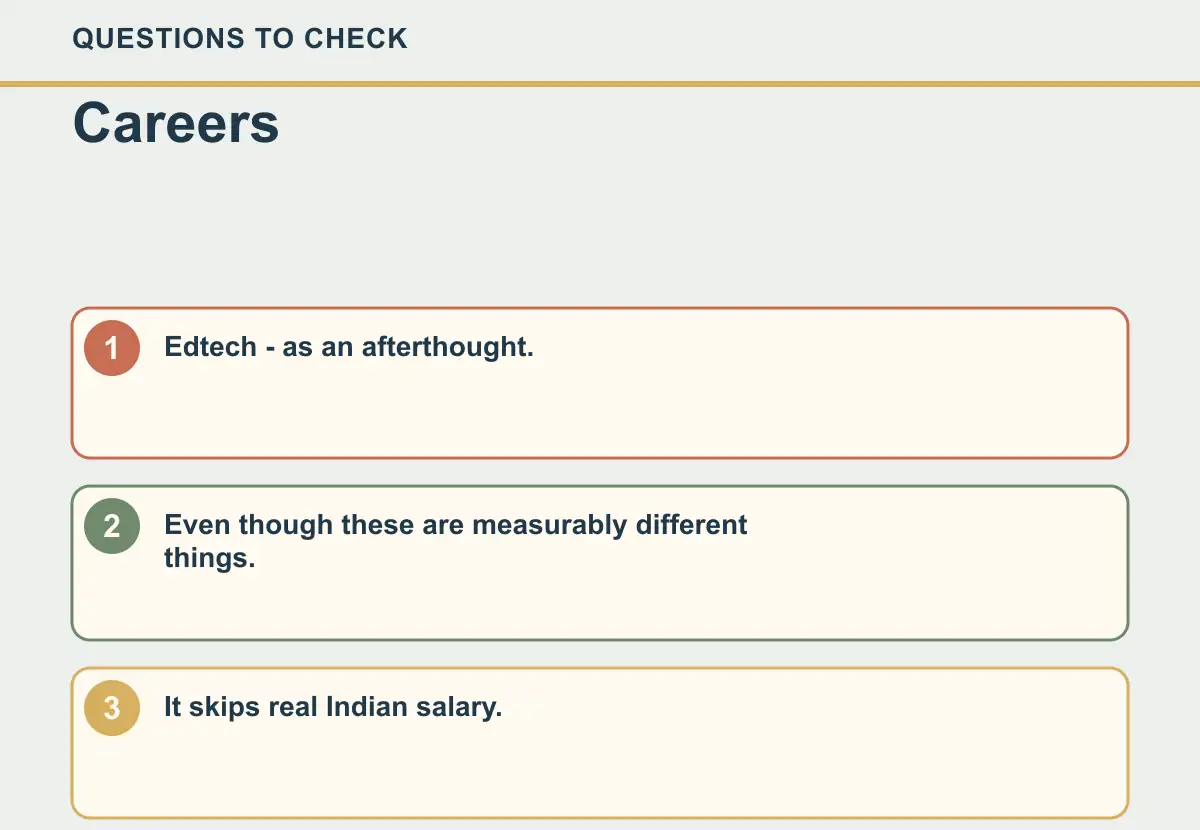 QUESTIONS TO CHECK
Careers
1
Edtech - as an afterthought.
2
Even though these are measurably different
things.
3
It skips real Indian salary.